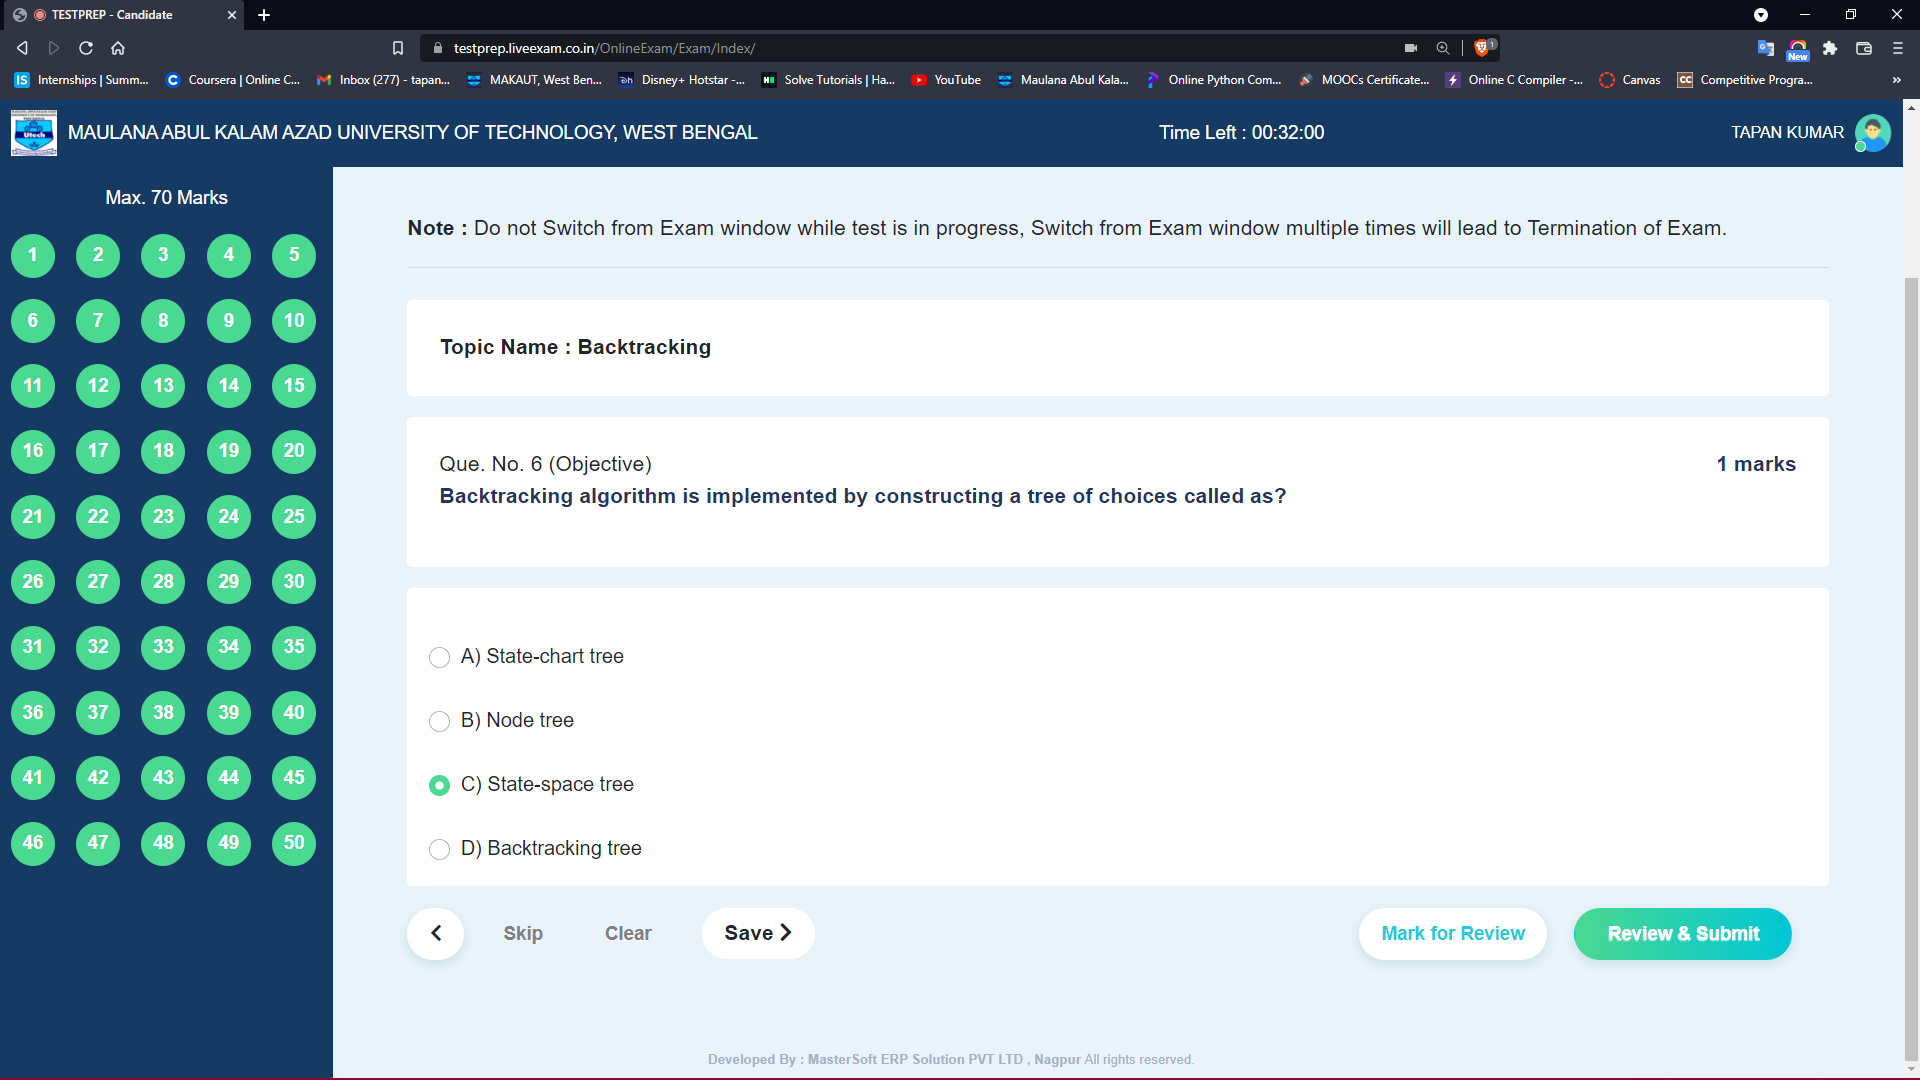 TESTPREP - Candidate
testprep.liveexam.co.in/OnlineExam/Exam/Index/
1
New
IS Internships | Summ...
C Coursera | Online C...
Inbox (277) - tapan...
MAKAUT, West Ben...
Disney+ Hotstar -...
Solve Tutorials | Ha...
YouTube
Maulana Abul Kala...
Online Python Com...
MOOCs Certificate...
Online C Compiler -...
Canvas
CC Competitive Progra...
»
MAULANA ABUL KALAM AZAD UNIVERSITY OF TECHNOLOGY, WEST BENGAL
Time Left : 00:32:00
TAPAN KUMAR
Utech
Max. 70 Marks
1 2 3 4 5
6 7 8 9 10
11 12 13 14 15
16 17 18 19 20
21 22 23 24 25
26 27 28 29 30
31 32 33 34 35
36 37 38 39 40
41 42 43 44 45
46 47 48 49 50
Note : Do not Switch from Exam window while test is in progress, Switch from Exam window multiple times will lead to Termination of Exam.
Topic Name : Backtracking
Que. No. 6 (Objective)
1 marks
Backtracking algorithm is implemented by constructing a tree of choices called as?
A) State-chart tree
B) Node tree
C) State-space tree
D) Backtracking tree
Skip
Clear
Save
Mark for Review
Review & Submit
Developed By : MasterSoft ERP Solution PVT LTD , Nagpur All rights reserved.